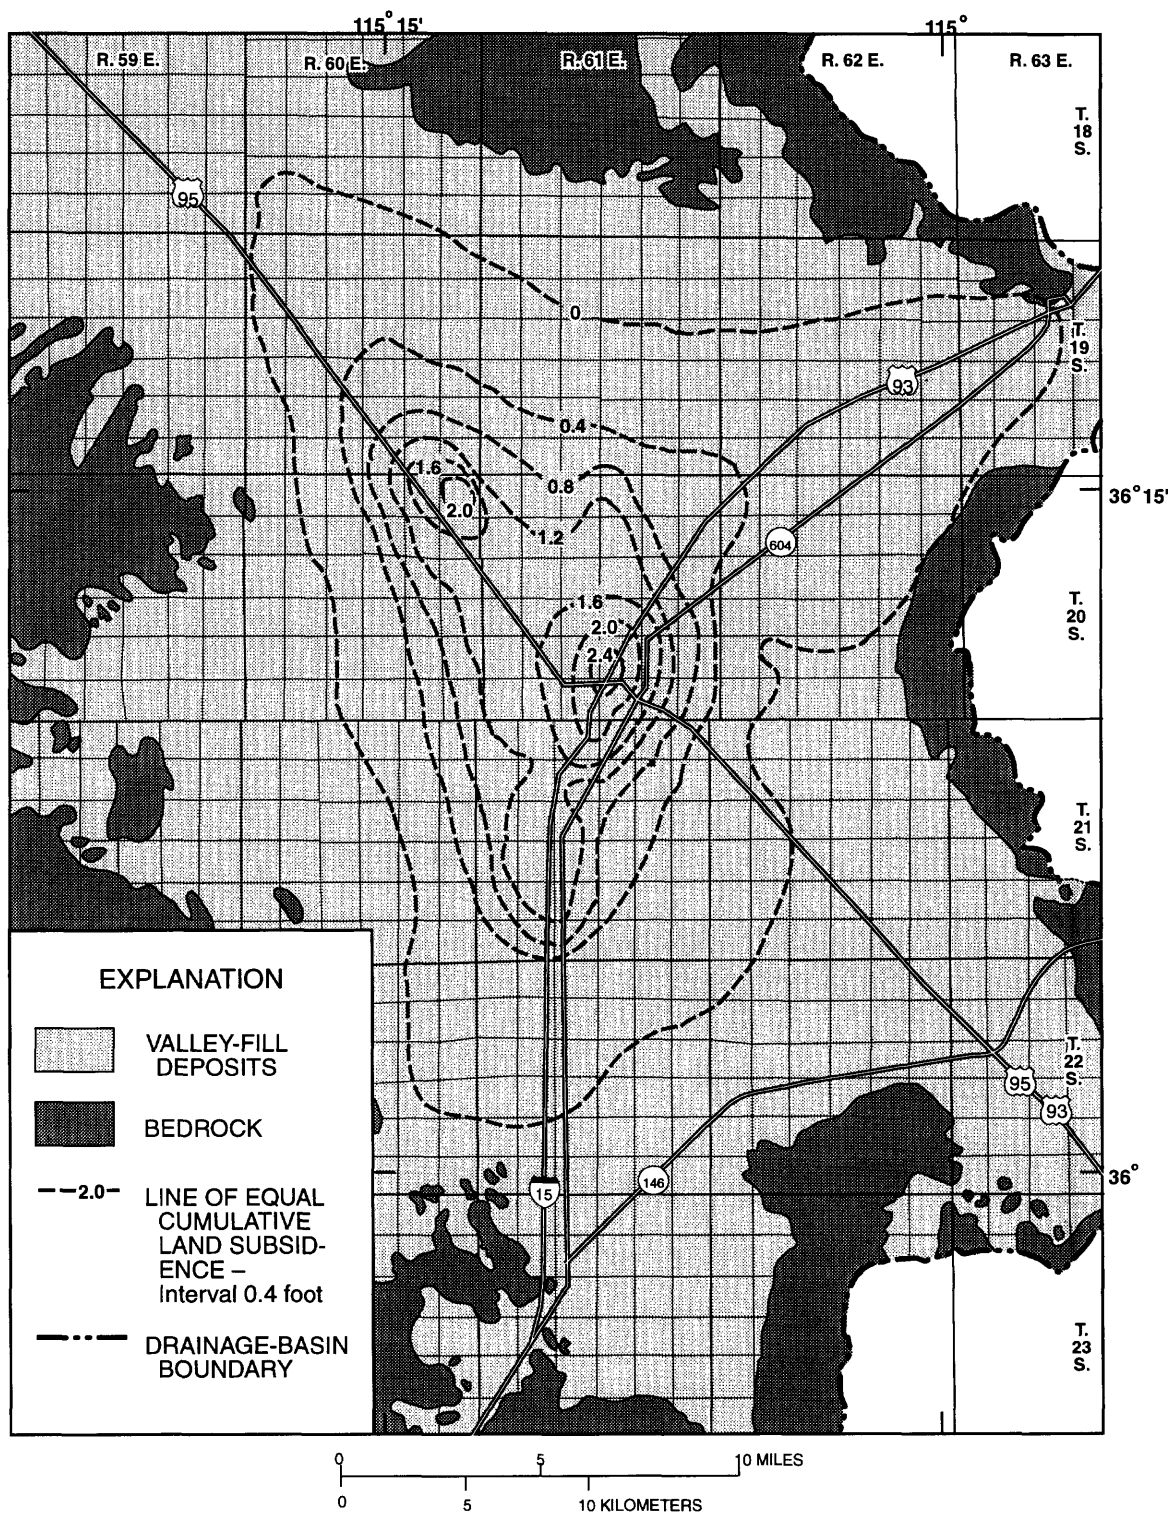 115° 15'
115°
R. 59 E.
R. 60 E.
R. 61 E.
R. 62 E.
R. 63 E.
T.
18
S.
95
0
T.
19
S.
93
0.4
1.6
0.8
2.0
36° 15'
1.2
604
1.6
T.
20
S.
2.0
2.4
T.
21
S.
EXPLANATION
VALLEY-FILL
DEPOSITS
T.
22
S.
95
93
BEDROCK
36°
146
15
2.0
LINE OF EQUAL
CUMULATIVE
LAND SUBSID-
ENCE –
Interval 0.4 foot
DRAINAGE-BASIN
BOUNDARY
T.
23
S.
0 5 10 MILES
0 5 10 KILOMETERS